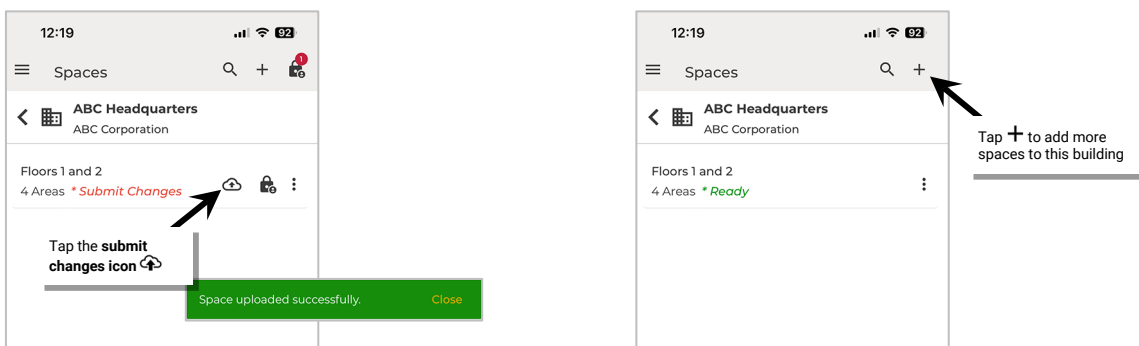 12:19
92
Spaces
1
ABC Headquarters
ABC Corporation
Floors 1 and 2
4 Areas * Submit Changes
Tap the submit
changes icon
Space uploaded successfully. Close
12:19
92
Spaces
ABC Headquarters
ABC Corporation
Floors 1 and 2
4 Areas * Ready
Tap + to add more
spaces to this building